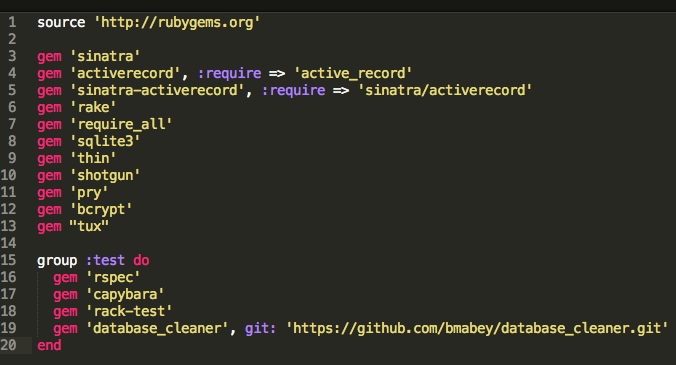 1 source 'http://rubygems.org'
2
3 gem 'sinatra'
4 gem 'activerecord', :require => 'active_record'
5 gem 'sinatra-activerecord', :require => 'sinatra/activerecord'
6 gem 'rake'
7 gem 'require_all'
8 gem 'sqlite3'
9 gem 'thin'
10 gem 'shotgun'
11 gem 'pry'
12 gem 'bcrypt'
13 gem "tux"
14
15 group :test do
16   gem 'rspec'
17   gem 'capybara'
18   gem 'rack-test'
19   gem 'database_cleaner', git: 'https://github.com/bmabey/database_cleaner.git'
20 end